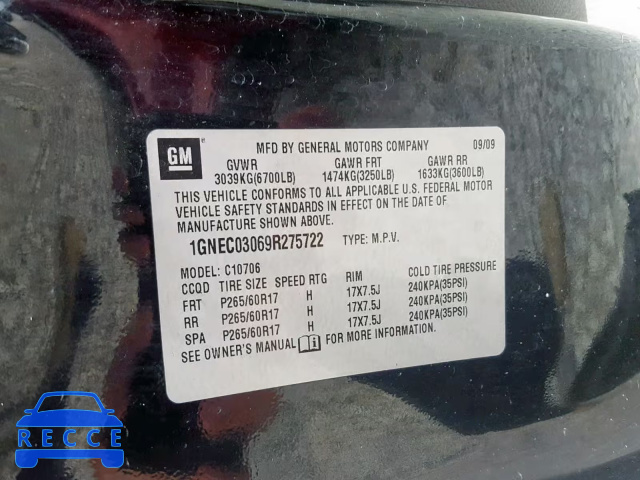 GM
MFD BY GENERAL MOTORS COMPANY 09/09
GVWR GAWR FRT GAWR RR
3039KG(6700LB) 1474KG(3250LB) 1633KG(3600LB)
THIS VEHICLE CONFORMS TO ALL APPLICABLE U.S. FEDERAL MOTOR
VEHICLE SAFETY STANDARDS IN EFFECT ON THE DATE OF
MANUFACTURE SHOWN ABOVE.
1GNEC03069R275722 TYPE: M.P.V.
MODEL: C10706
CCQD TIRE SIZE SPEED RTG RIM COLD TIRE PRESSURE
FRT P265/60R17 H 17X7.5J 240KPA(35PSI)
RR P265/60R17 H 17X7.5J 240KPA(35PSI)
SPA P265/60R17 H 17X7.5J 240KPA(35PSI)
SEE OWNER'S MANUAL FOR MORE INFORMATION.
RECENTCAR.COM